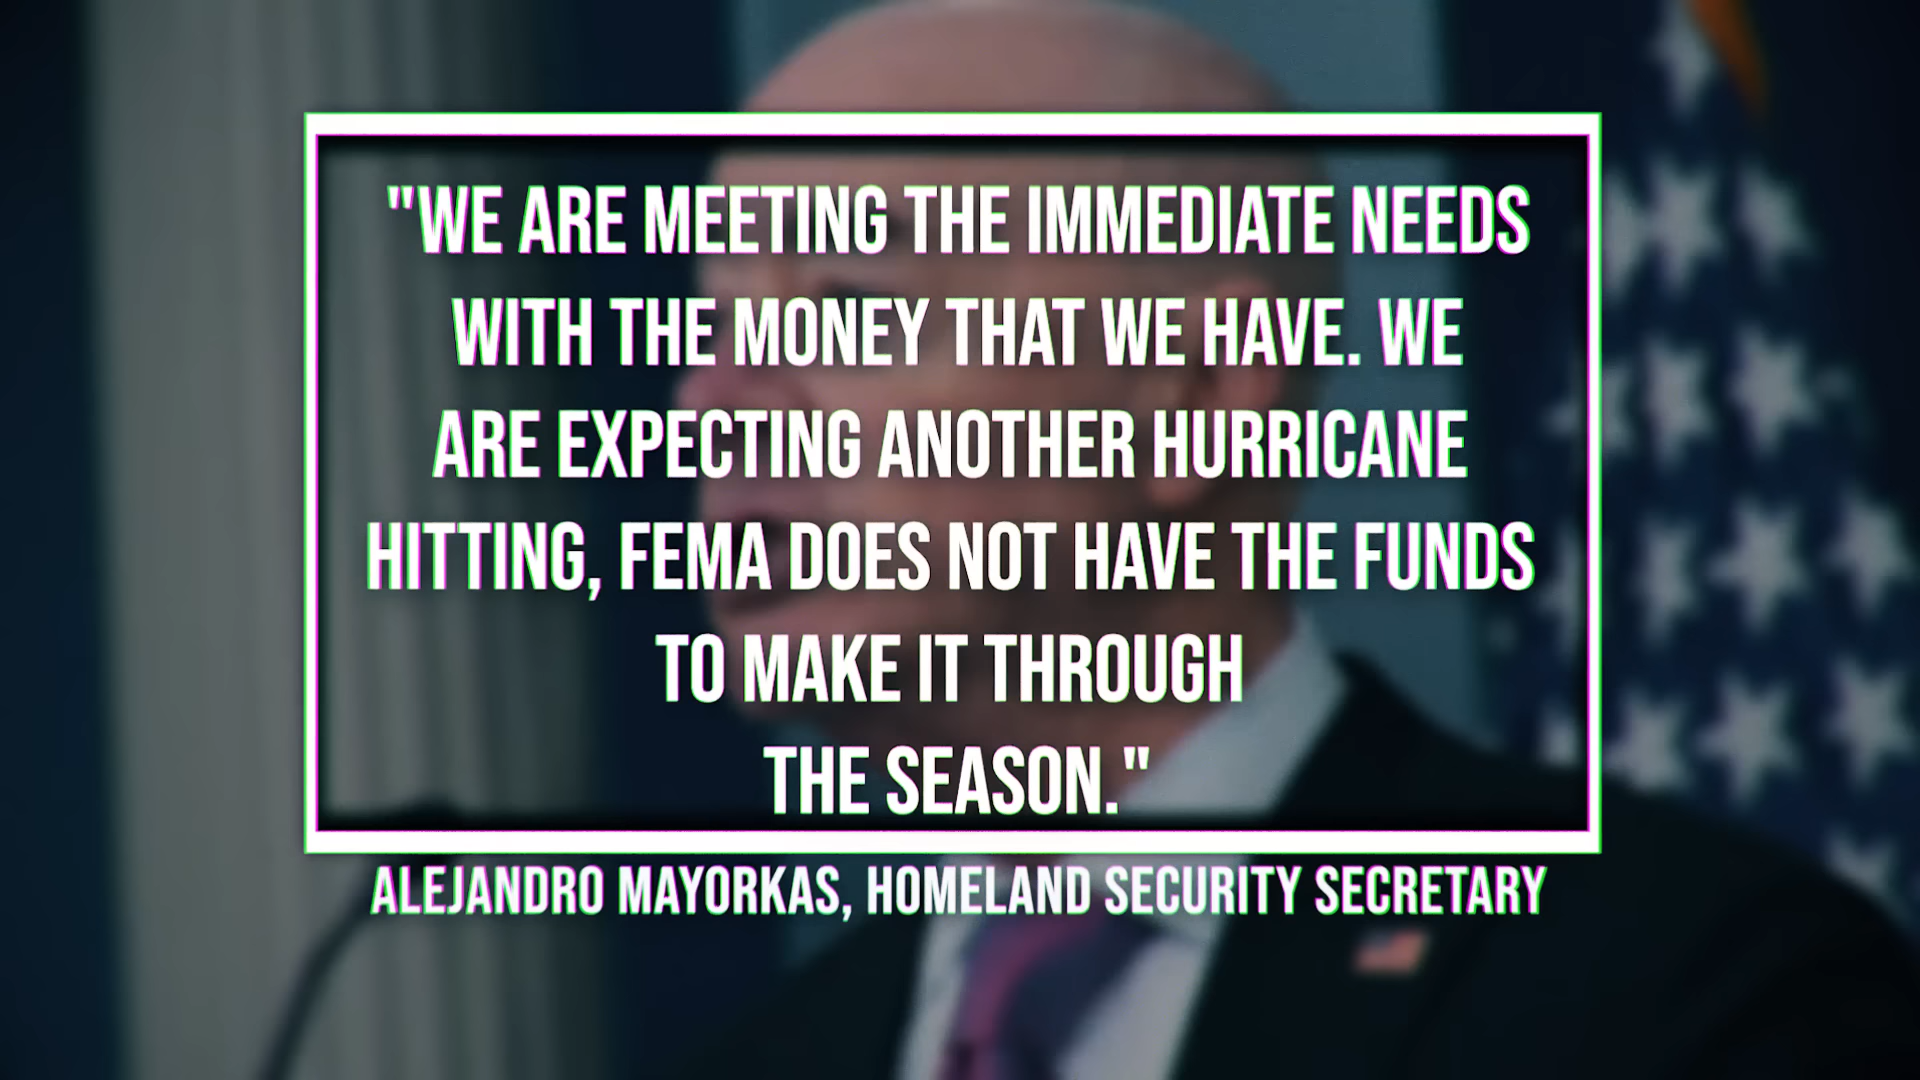 "WE ARE MEETING THE IMMEDIATE NEEDS
WITH THE MONEY THAT WE HAVE. WE
ARE EXPECTING ANOTHER HURRICANE
HITTING, FEMA DOES NOT HAVE THE FUNDS
TO MAKE IT THROUGH
THE SEASON."
ALEJANDRO MAYORKAS, HOMELAND SECURITY SECRETARY